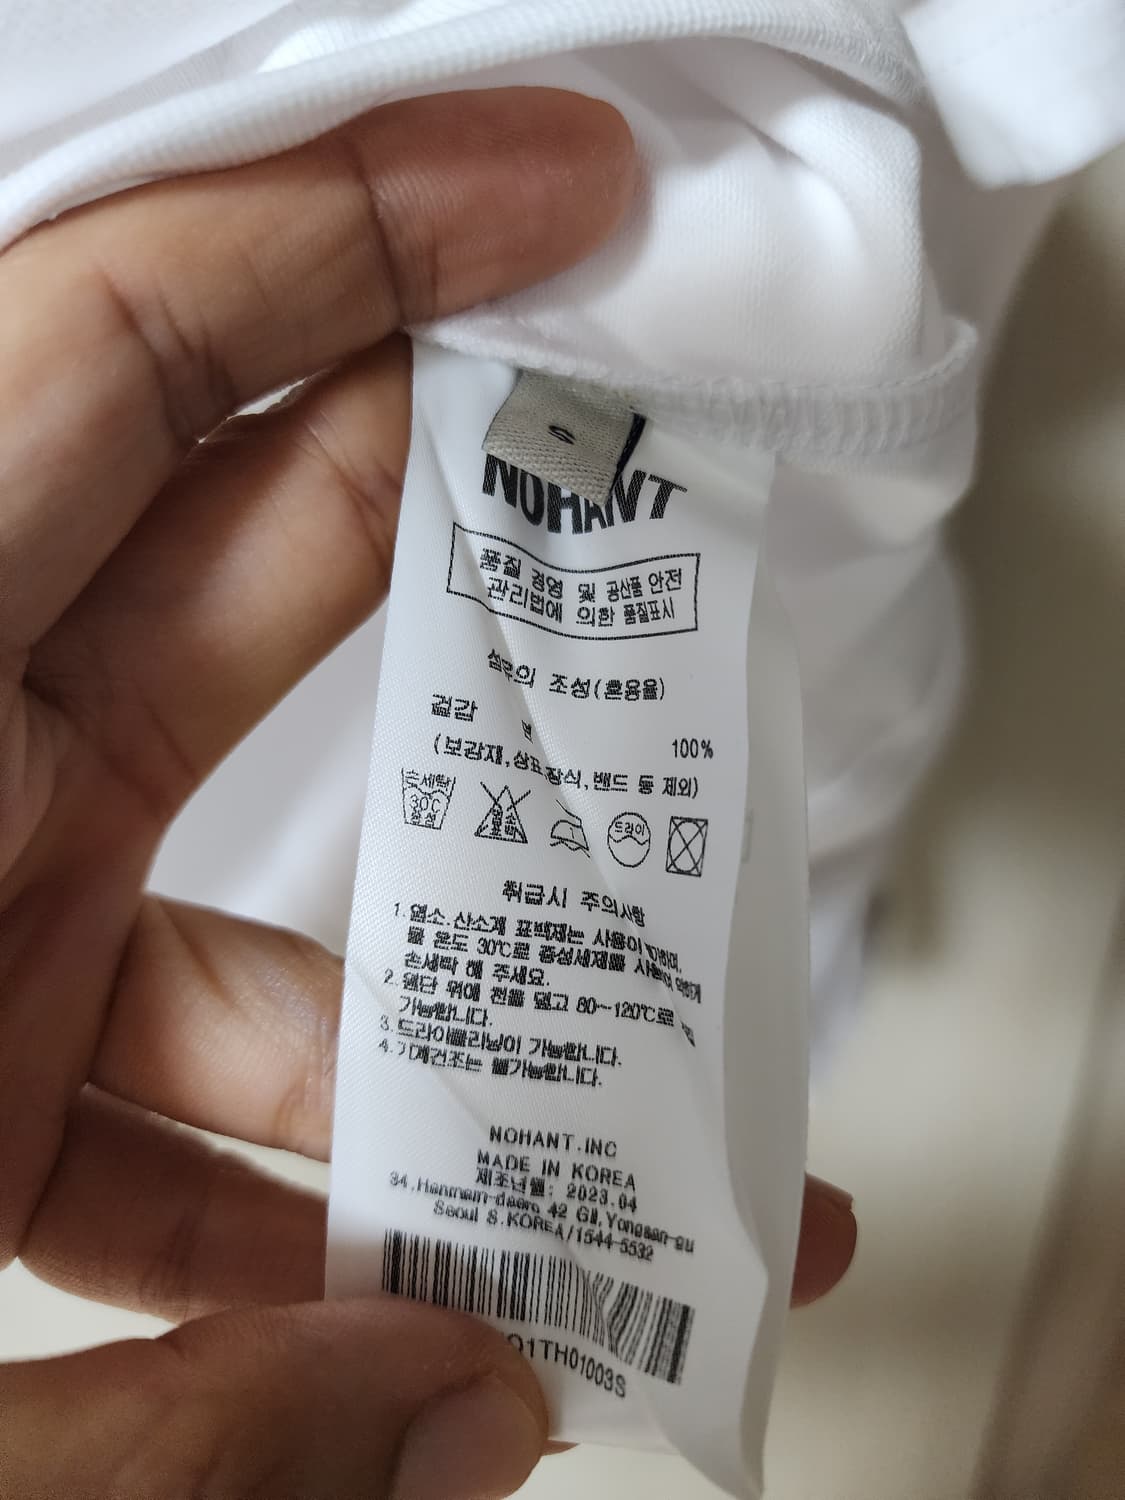 S
NOHANT
품질 경영 및 공산품 안전
관리법에 의한 품질표시
섬유의 조성(혼용율)
겉감 면 100%
(보강재,상표,장식,밴드 등 제외)
손세탁
30℃
중성
염소
표백
드라이
취급시 주의사항
1.염소.산소계 표백제는 사용이
물 온도 30℃로 중성세제를 약하게
손세탁 해 주세요.
2.원단 위에 천을 덮고 80~120℃로
가능합니다.
3.드라이클리닝이 가능합니다.
4.기계건조는 불가능합니다.
NOHANT.INC
MADE IN KOREA
제조년월: 2023.04
34,Hannam-daero 42 Gil,Yongsan-gu
Seoul S.KOREA/1544-5532
01TH01003S